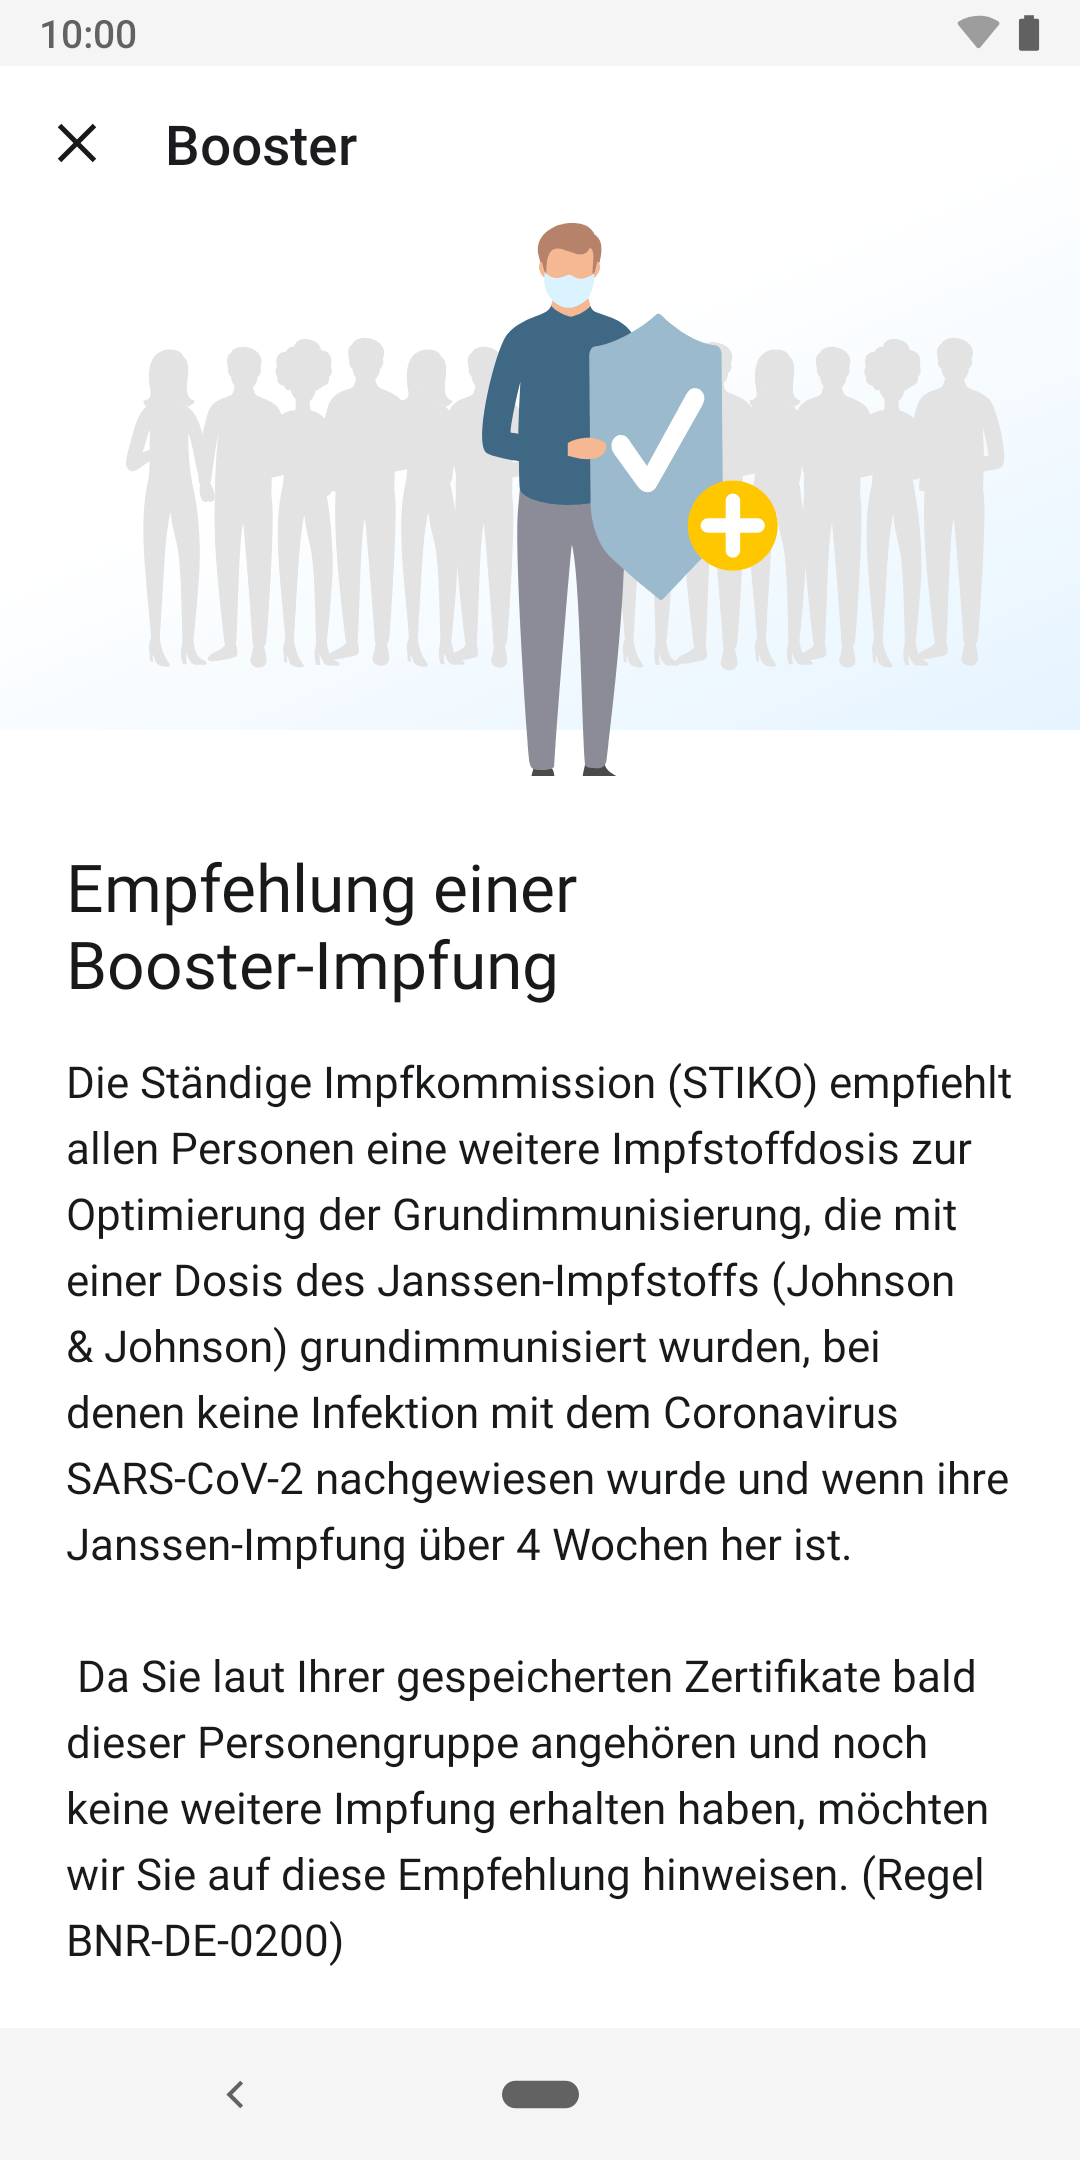 10:00
Booster
Empfehlung einer
Booster-Impfung
Die Ständige Impfkommission (STIKO) empfiehlt
allen Personen eine weitere Impfstoffdosis zur
Optimierung der Grundimmunisierung, die mit
einer Dosis des Janssen-Impfstoffs (Johnson
& Johnson) grundimmunisiert wurden, bei
denen keine Infektion mit dem Coronavirus
SARS-CoV-2 nachgewiesen wurde und wenn ihre
Janssen-Impfung über 4 Wochen her ist.
Da Sie laut Ihrer gespeicherten Zertifikate bald
dieser Personengruppe angehören und noch
keine weitere Impfung erhalten haben, möchten
wir Sie auf diese Empfehlung hinweisen. (Regel
BNR-DE-0200)